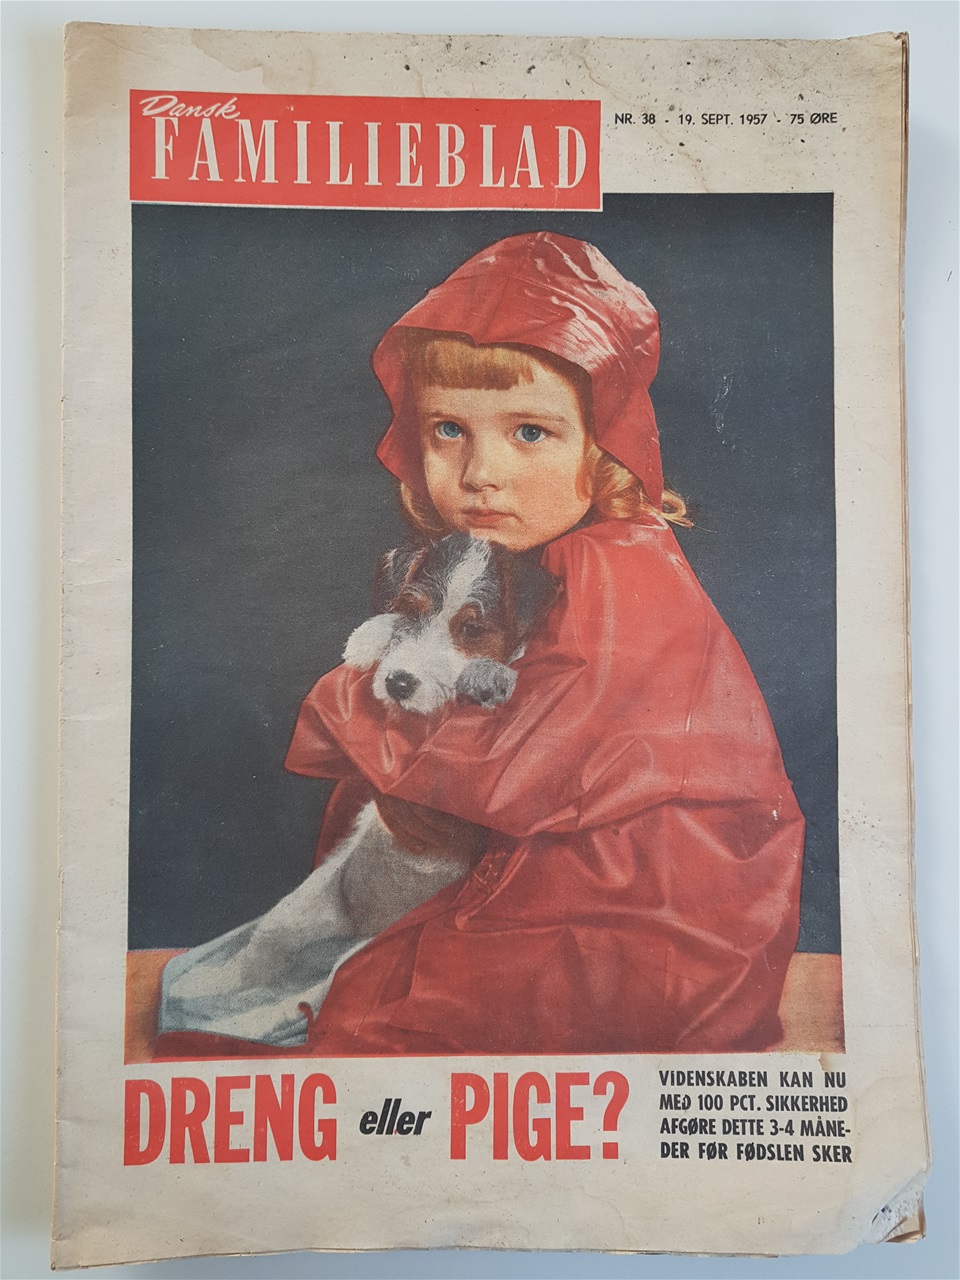 Dansk
FAMILIEBLAD
NR. 38 - 19. SEPT. 1957 - 75 ØRE
DRENG eller PIGE?
VIDENSKABEN KAN NU
MED 100 PCT. SIKKERHED
AFGØRE DETTE 3-4 MÅNE-
DER FØR FØDSLEN SKER